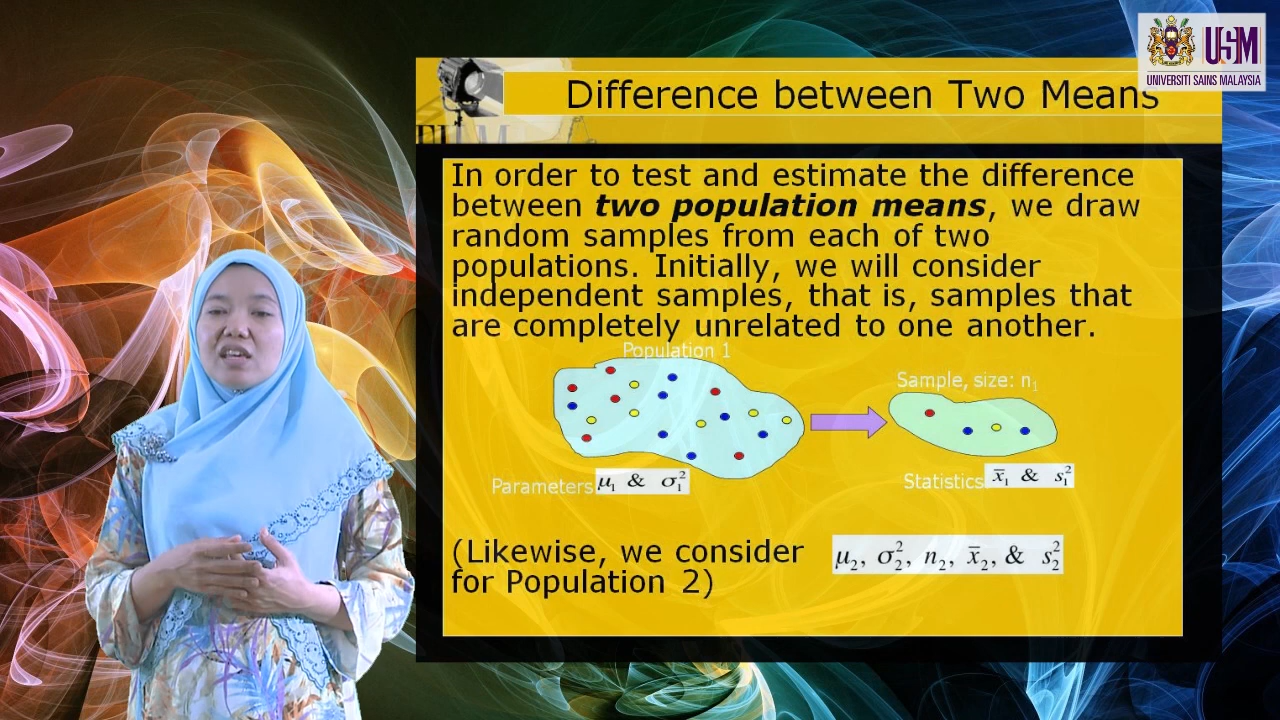 USM
UNIVERSITI SAINS MALAYSIA
Difference between Two Means
FILM
In order to test and estimate the difference
between two population means, we draw
random samples from each of two
populations. Initially, we will consider
independent samples, that is, samples that
are completely unrelated to one another.
Population 1
Sample, size: n₁
Parameters μ₁ & σ₁²
Statistics x̄₁ & s₁²
(Likewise, we consider
for Population 2)
μ₂, σ₂², n₂, x̄₂, & s₂²